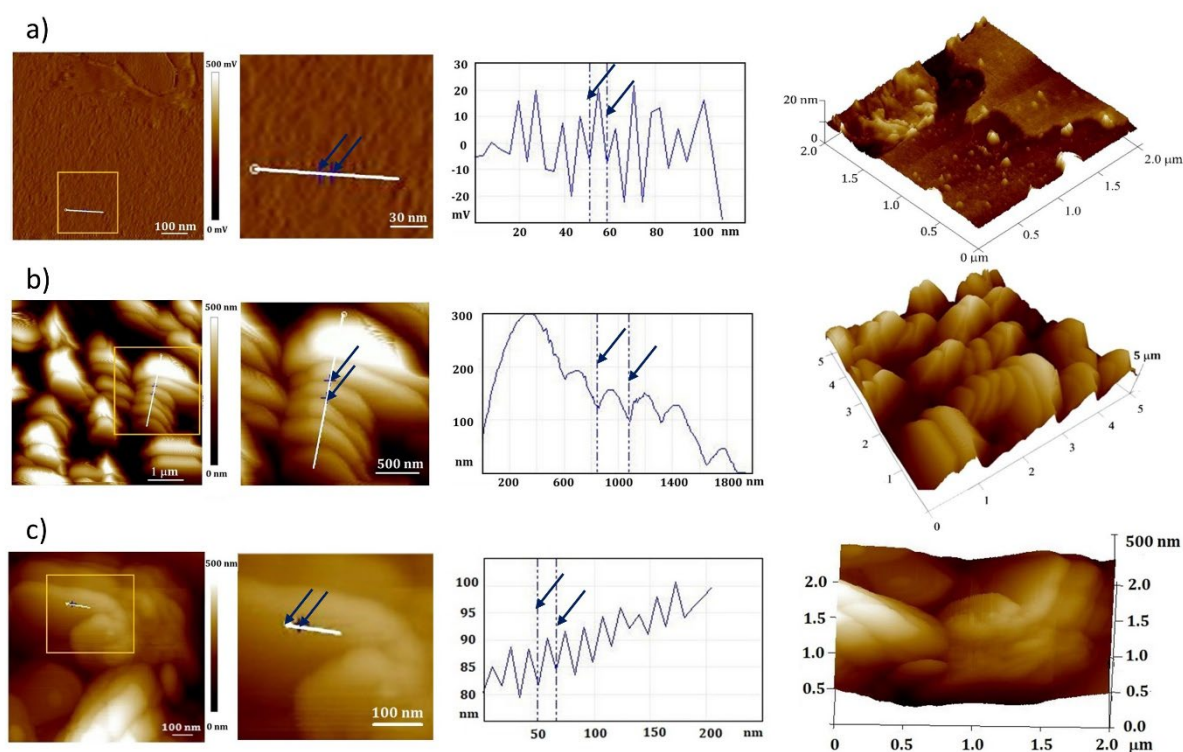 a)
500 mV
0 mV
100 nm
30 nm
30
20
10
0
-10
-20
mV
20 40 60 80 100 nm
20 nm
0
2.0
1.5
1.0
0.5
0 µm
0.5
1.0
1.5
2.0 µm
b)
500 nm
0 nm
1 µm
500 nm
300
200
100
nm
200 600 1000 1400 1800 nm
5
4
3
2
1
0
1
2
3
4
5
5 µm
c)
500 nm
0 nm
100 nm
100 nm
100
95
90
85
80
nm
50 100 150 200 nm
2.0
1.5
1.0
0.5
500 nm
2.0
1.5
1.0
0.5
0.0
0 0.5 1.0 1.5 2.0
µm